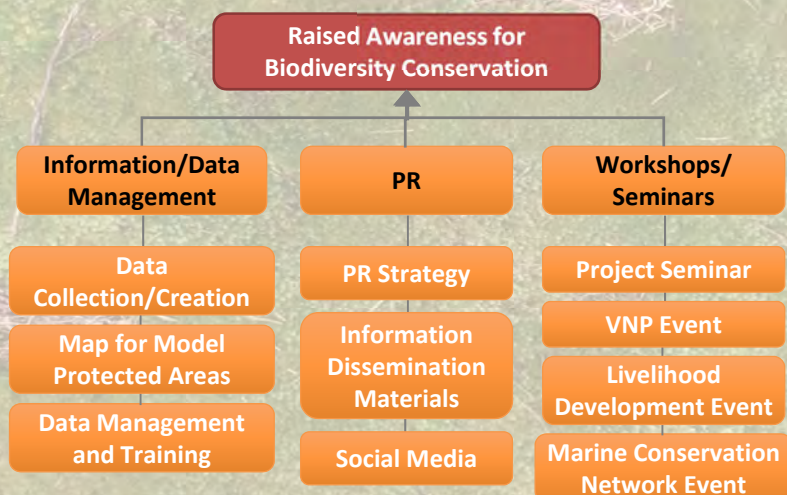 Raised Awareness for
Biodiversity Conservation
Information/Data
Management
PR
Workshops/
Seminars
Data
Collection/Creation
Map for Model
Protected Areas
Data Management
and Training
PR Strategy
Information
Dissemination
Materials
Social Media
Project Seminar
VNP Event
Livelihood
Development Event
Marine Conservation
Network Event